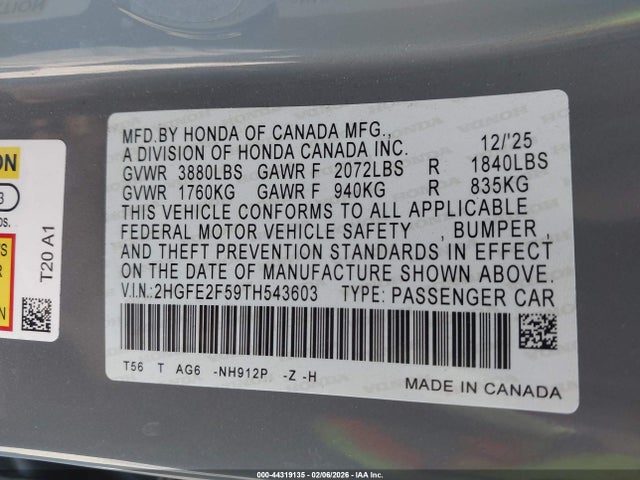 MFD.BY HONDA OF CANADA MFG.,
A DIVISION OF HONDA CANADA INC. 12/'25
GVWR 3880LBS GAWR F 2072LBS R 1840LBS
GVWR 1760KG GAWR F 940KG R 835KG
THIS VEHICLE CONFORMS TO ALL APPLICABLE
FEDERAL MOTOR VEHICLE SAFETY , BUMPER ,
AND THEFT PREVENTION STANDARDS IN EFFECT
ON THE DATE OF MANUFACTURE SHOWN ABOVE.
V.I.N.:2HGFE2F59TH543603 TYPE: PASSENGER CAR
T56 T AG6 -NH912P -Z -H
MADE IN CANADA
T20 A1
000-44319135 - 02/06/2026 - IAA Inc.